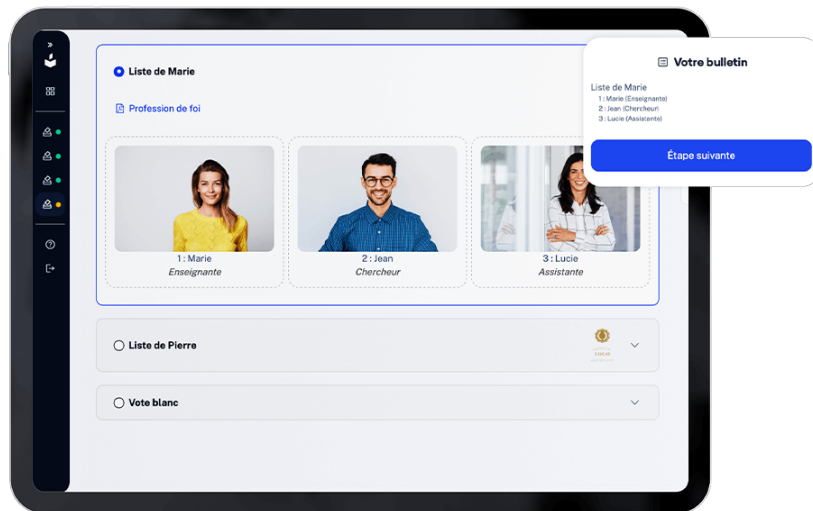 Liste de Marie
Profession de foi
1 : Marie
Enseignante
2 : Jean
Chercheur
3 : Lucie
Assistante
Liste de Pierre
Vote blanc
Votre bulletin
Liste de Marie
1 : Marie (Enseignante)
2 : Jean (Chercheur)
3 : Lucie (Assistante)
Étape suivante